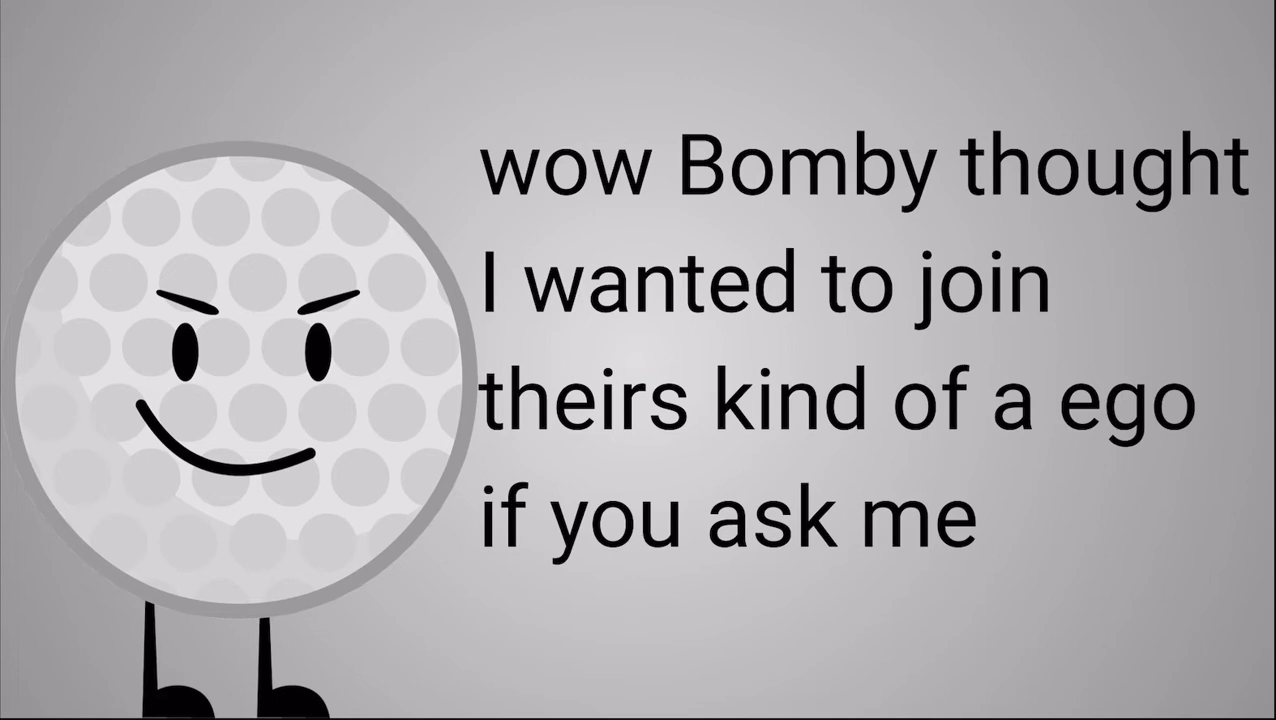 wow Bomby thought
I wanted to join
theirs kind of a ego
if you ask me